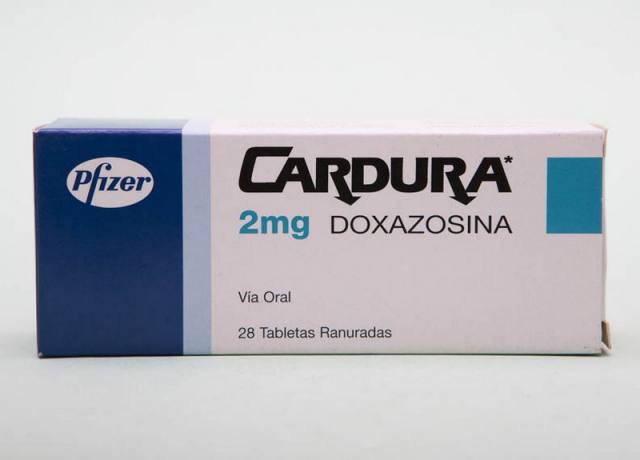 Pfizer
CARDURA*
2mg DOXAZOSINA
Vía Oral
28 Tabletas Ranuradas